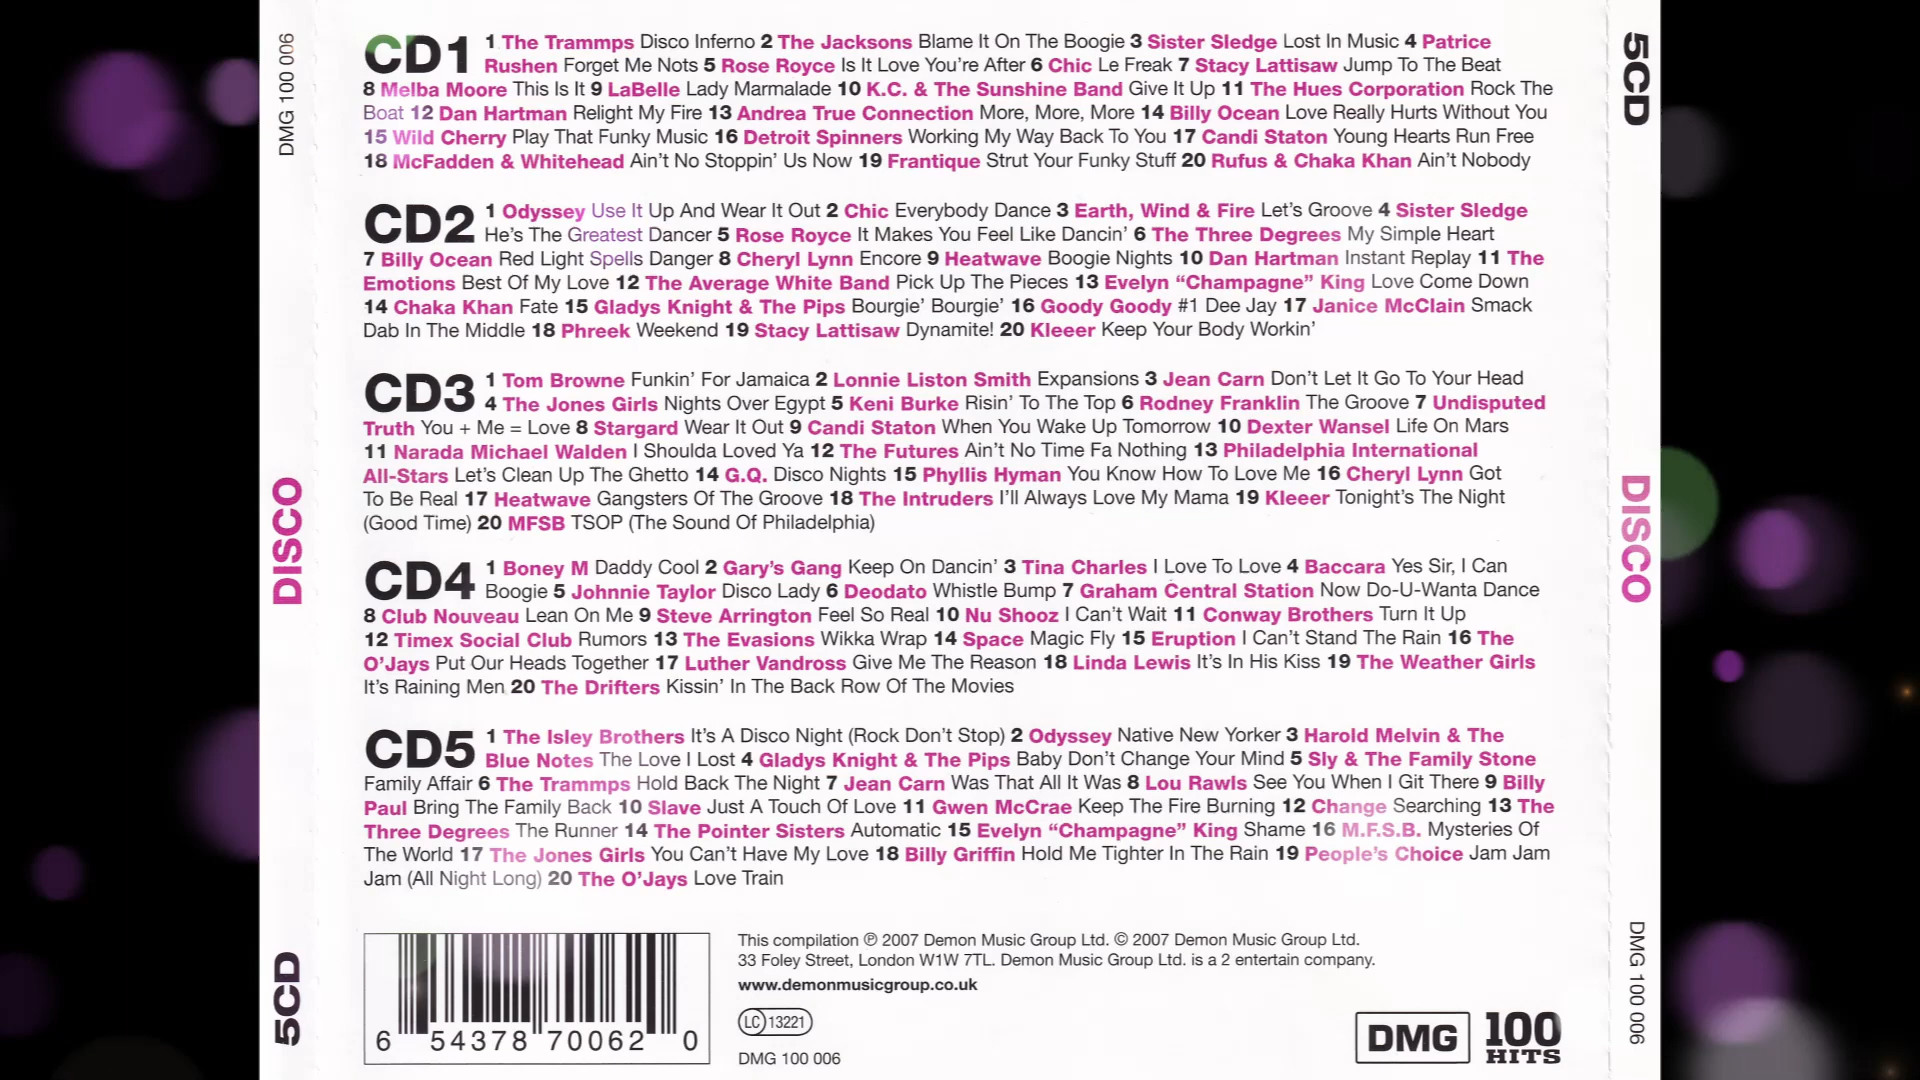 DMG 100 006
DISCO
5CD
CD1 1 The Trammps Disco Inferno 2 The Jacksons Blame It On The Boogie 3 Sister Sledge Lost In Music 4 Patrice
Rushen Forget Me Nots 5 Rose Royce Is It Love You're After 6 Chic Le Freak 7 Stacy Lattisaw Jump To The Beat
8 Melba Moore This Is It 9 LaBelle Lady Marmalade 10 K.C. & The Sunshine Band Give It Up 11 The Hues Corporation Rock The
Boat 12 Dan Hartman Relight My Fire 13 Andrea True Connection More, More, More 14 Billy Ocean Love Really Hurts Without You
15 Wild Cherry Play That Funky Music 16 Detroit Spinners Working My Way Back To You 17 Candi Staton Young Hearts Run Free
18 McFadden & Whitehead Ain't No Stoppin' Us Now 19 Frantique Strut Your Funky Stuff 20 Rufus & Chaka Khan Ain't Nobody
CD2 1 Odyssey Use It Up And Wear It Out 2 Chic Everybody Dance 3 Earth, Wind & Fire Let's Groove 4 Sister Sledge
He's The Greatest Dancer 5 Rose Royce It Makes You Feel Like Dancin' 6 The Three Degrees My Simple Heart
7 Billy Ocean Red Light Spells Danger 8 Cheryl Lynn Encore 9 Heatwave Boogie Nights 10 Dan Hartman Instant Replay 11 The
Emotions Best Of My Love 12 The Average White Band Pick Up The Pieces 13 Evelyn “Champagne” King Love Come Down
14 Chaka Khan Fate 15 Gladys Knight & The Pips Bourgie' Bourgie' 16 Goody Goody #1 Dee Jay 17 Janice McClain Smack
Dab In The Middle 18 Phreek Weekend 19 Stacy Lattisaw Dynamite! 20 Kleeer Keep Your Body Workin'
CD3 1 Tom Browne Funkin' For Jamaica 2 Lonnie Liston Smith Expansions 3 Jean Carn Don't Let It Go To Your Head
4 The Jones Girls Nights Over Egypt 5 Keni Burke Risin' To The Top 6 Rodney Franklin The Groove 7 Undisputed
Truth You + Me = Love 8 Stargard Wear It Out 9 Candi Staton When You Wake Up Tomorrow 10 Dexter Wansel Life On Mars
11 Narada Michael Walden I Shoulda Loved Ya 12 The Futures Ain't No Time Fa Nothing 13 Philadelphia International
All-Stars Let's Clean Up The Ghetto 14 G.Q. Disco Nights 15 Phyllis Hyman You Know How To Love Me 16 Cheryl Lynn Got
To Be Real 17 Heatwave Gangsters Of The Groove 18 The Intruders I'll Always Love My Mama 19 Kleeer Tonight's The Night
(Good Time) 20 MFSB TSOP (The Sound Of Philadelphia)
CD4 1 Boney M Daddy Cool 2 Gary's Gang Keep On Dancin' 3 Tina Charles I Love To Love 4 Baccara Yes Sir, I Can
Boogie 5 Johnnie Taylor Disco Lady 6 Deodato Whistle Bump 7 Graham Central Station Now Do-U-Wanta Dance
8 Club Nouveau Lean On Me 9 Steve Arrington Feel So Real 10 Nu Shooz I Can't Wait 11 Conway Brothers Turn It Up
12 Timex Social Club Rumors 13 The Evasions Wikka Wrap 14 Space Magic Fly 15 Eruption I Can't Stand The Rain 16 The
O'Jays Put Our Heads Together 17 Luther Vandross Give Me The Reason 18 Linda Lewis It's In His Kiss 19 The Weather Girls
It's Raining Men 20 The Drifters Kissin' In The Back Row Of The Movies
CD5 1 The Isley Brothers It's A Disco Night (Rock Don't Stop) 2 Odyssey Native New Yorker 3 Harold Melvin & The
Blue Notes The Love I Lost 4 Gladys Knight & The Pips Baby Don't Change Your Mind 5 Sly & The Family Stone
Family Affair 6 The Trammps Hold Back The Night 7 Jean Carn Was That All It Was 8 Lou Rawls See You When I Git There 9 Billy
Paul Bring The Family Back 10 Slave Just A Touch Of Love 11 Gwen McCrae Keep The Fire Burning 12 Change Searching 13 The
Three Degrees The Runner 14 The Pointer Sisters Automatic 15 Evelyn “Champagne” King Shame 16 M.F.S.B. Mysteries Of
The World 17 The Jones Girls You Can't Have My Love 18 Billy Griffin Hold Me Tighter In The Rain 19 People's Choice Jam Jam
Jam (All Night Long) 20 The O'Jays Love Train
6 54378 70062 0
This compilation ℗ 2007 Demon Music Group Ltd. © 2007 Demon Music Group Ltd.
33 Foley Street, London W1W 7TL. Demon Music Group Ltd. is a 2 entertain company.
www.demonmusicgroup.co.uk
LC 13221
DMG 100 006
DMG 100 HITS
5CD
DISCO
DMG 100 006